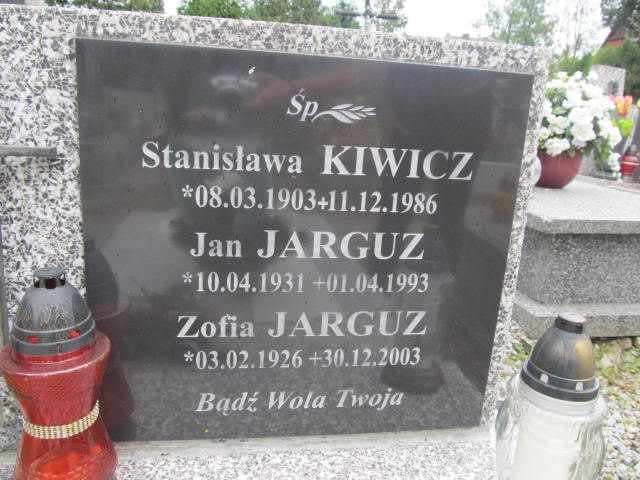 Śp
Stanisława KIWICZ
*08.03.1903+11.12.1986
Jan JARGUZ
*10.04.1931 +01.04.1993
Zofia JARGUZ
*03.02.1926 +30.12.2003
Bądź Wola Twoja